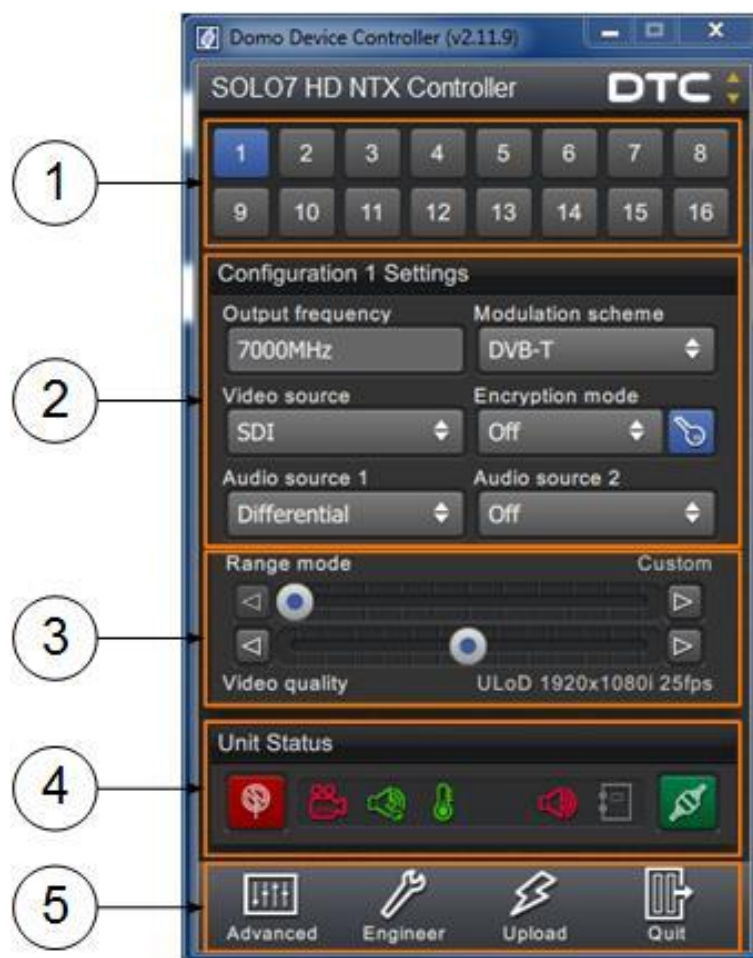 Domo Device Controller (v2.11.9)
SOLO7 HD NTX Controller DTC
1 2 3 4 5 6 7 8
9 10 11 12 13 14 15 16
Configuration 1 Settings
Output frequency Modulation scheme
7000MHz DVB-T
Video source Encryption mode
SDI Off
Audio source 1 Audio source 2
Differential Off
Range mode Custom
Video quality ULoD 1920x1080i 25fps
Unit Status
Advanced Engineer Upload Quit
1
2
3
4
5